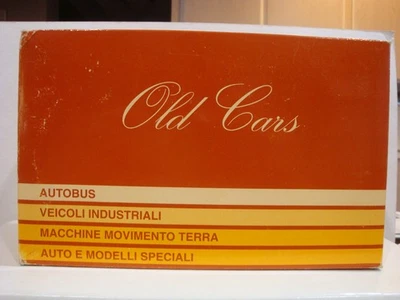 Old Cars
AUTOBUS
VEICOLI INDUSTRIALI
MACCHINE MOVIMENTO TERRA
AUTO E MODELLI SPECIALI